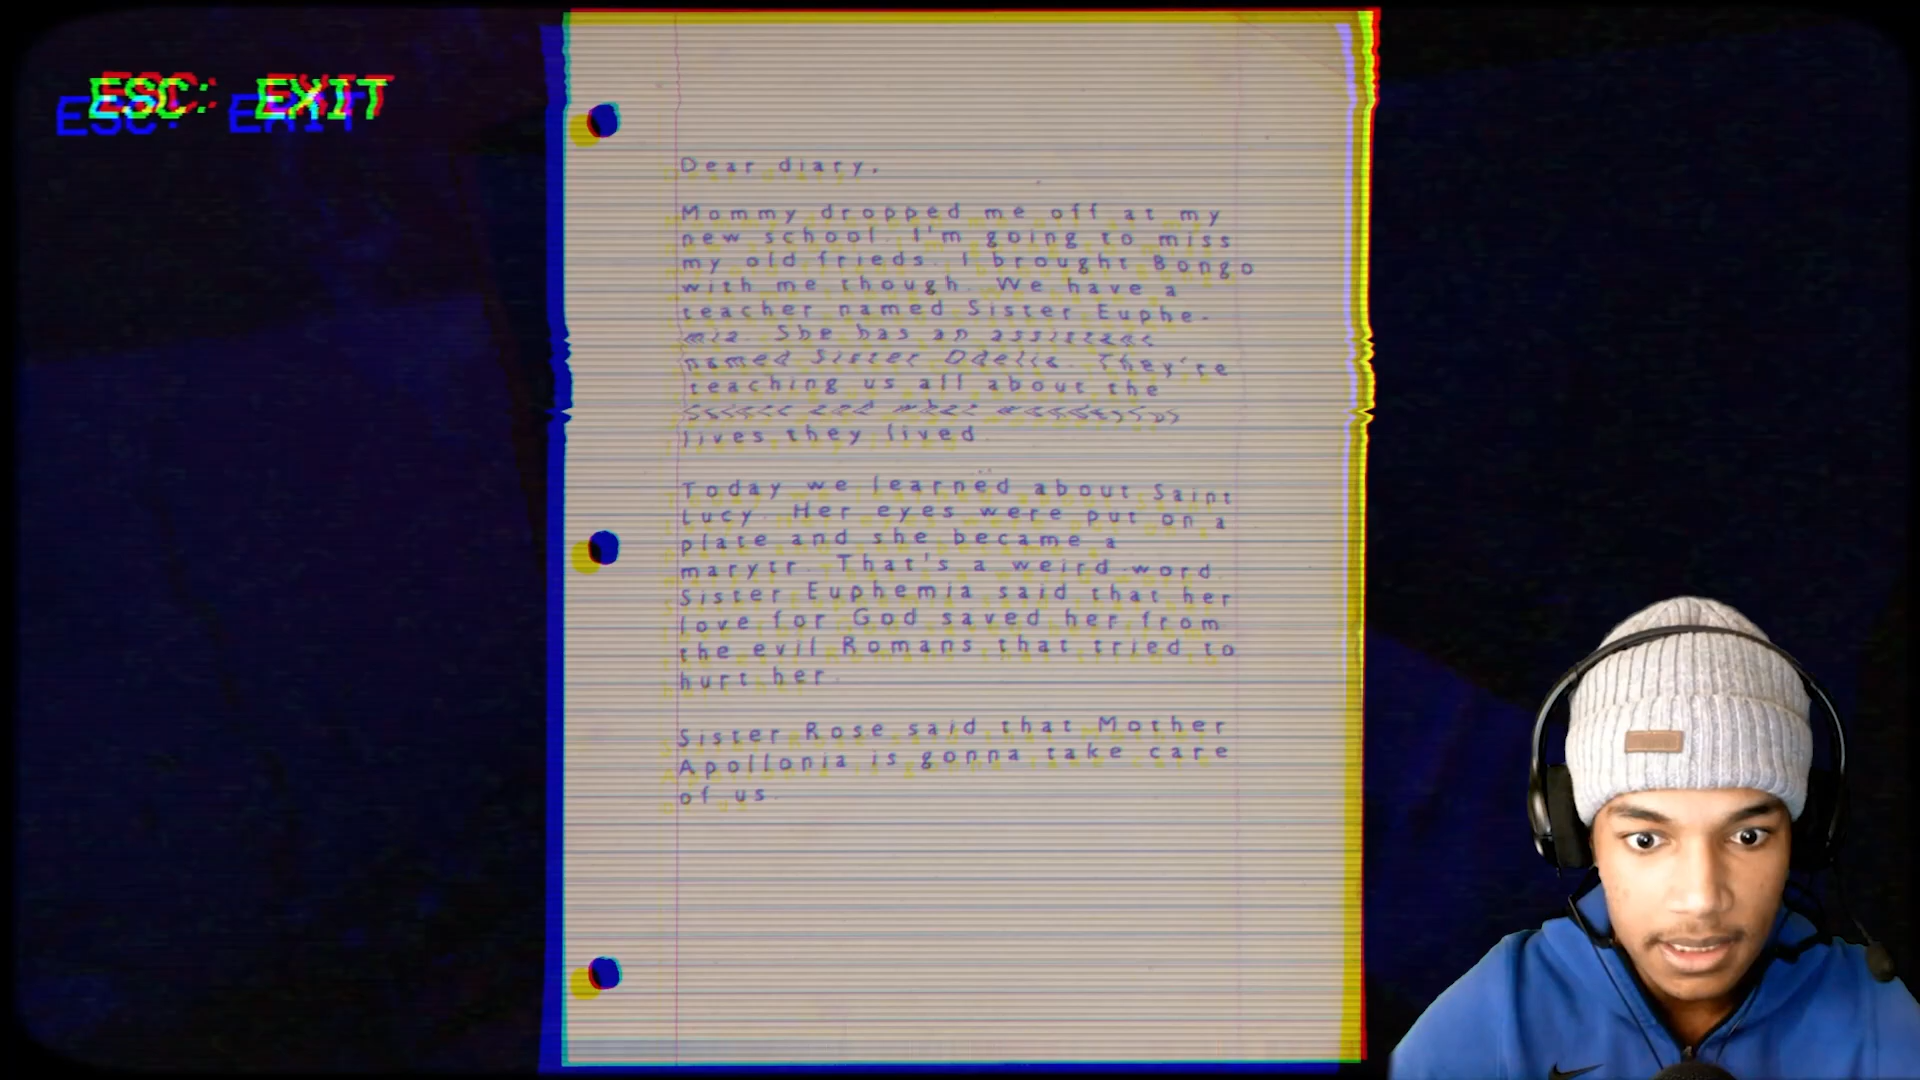 ESC: EXIT
Dear diary,
Mommy dropped me off at my
new school. I'm going to miss
my old frieds. I brought Bongo
with me though. We have a
teacher named Sister Euphe-
mia. She has an
named Sister Odelia. They're
teaching us all about the
lives they lived.
Today we learned about Saint
Lucy. Her eyes were put on a
plate and she became a
marytr. That's a weird word.
Sister Euphemia said that her
love for God saved her from
the evil Romans that tried to
hurt her.
Sister Rose said that Mother
Apollonia is gonna take care
of us.